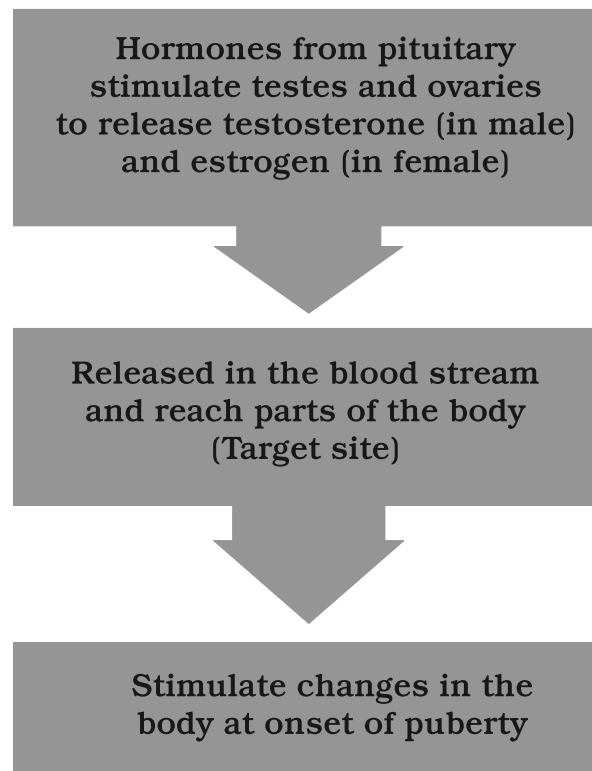 Hormones from pituitary
stimulate testes and ovaries
to release testosterone (in male)
and estrogen (in female)
Released in the blood stream
and reach parts of the body
(Target site)
Stimulate changes in the
body at onset of puberty